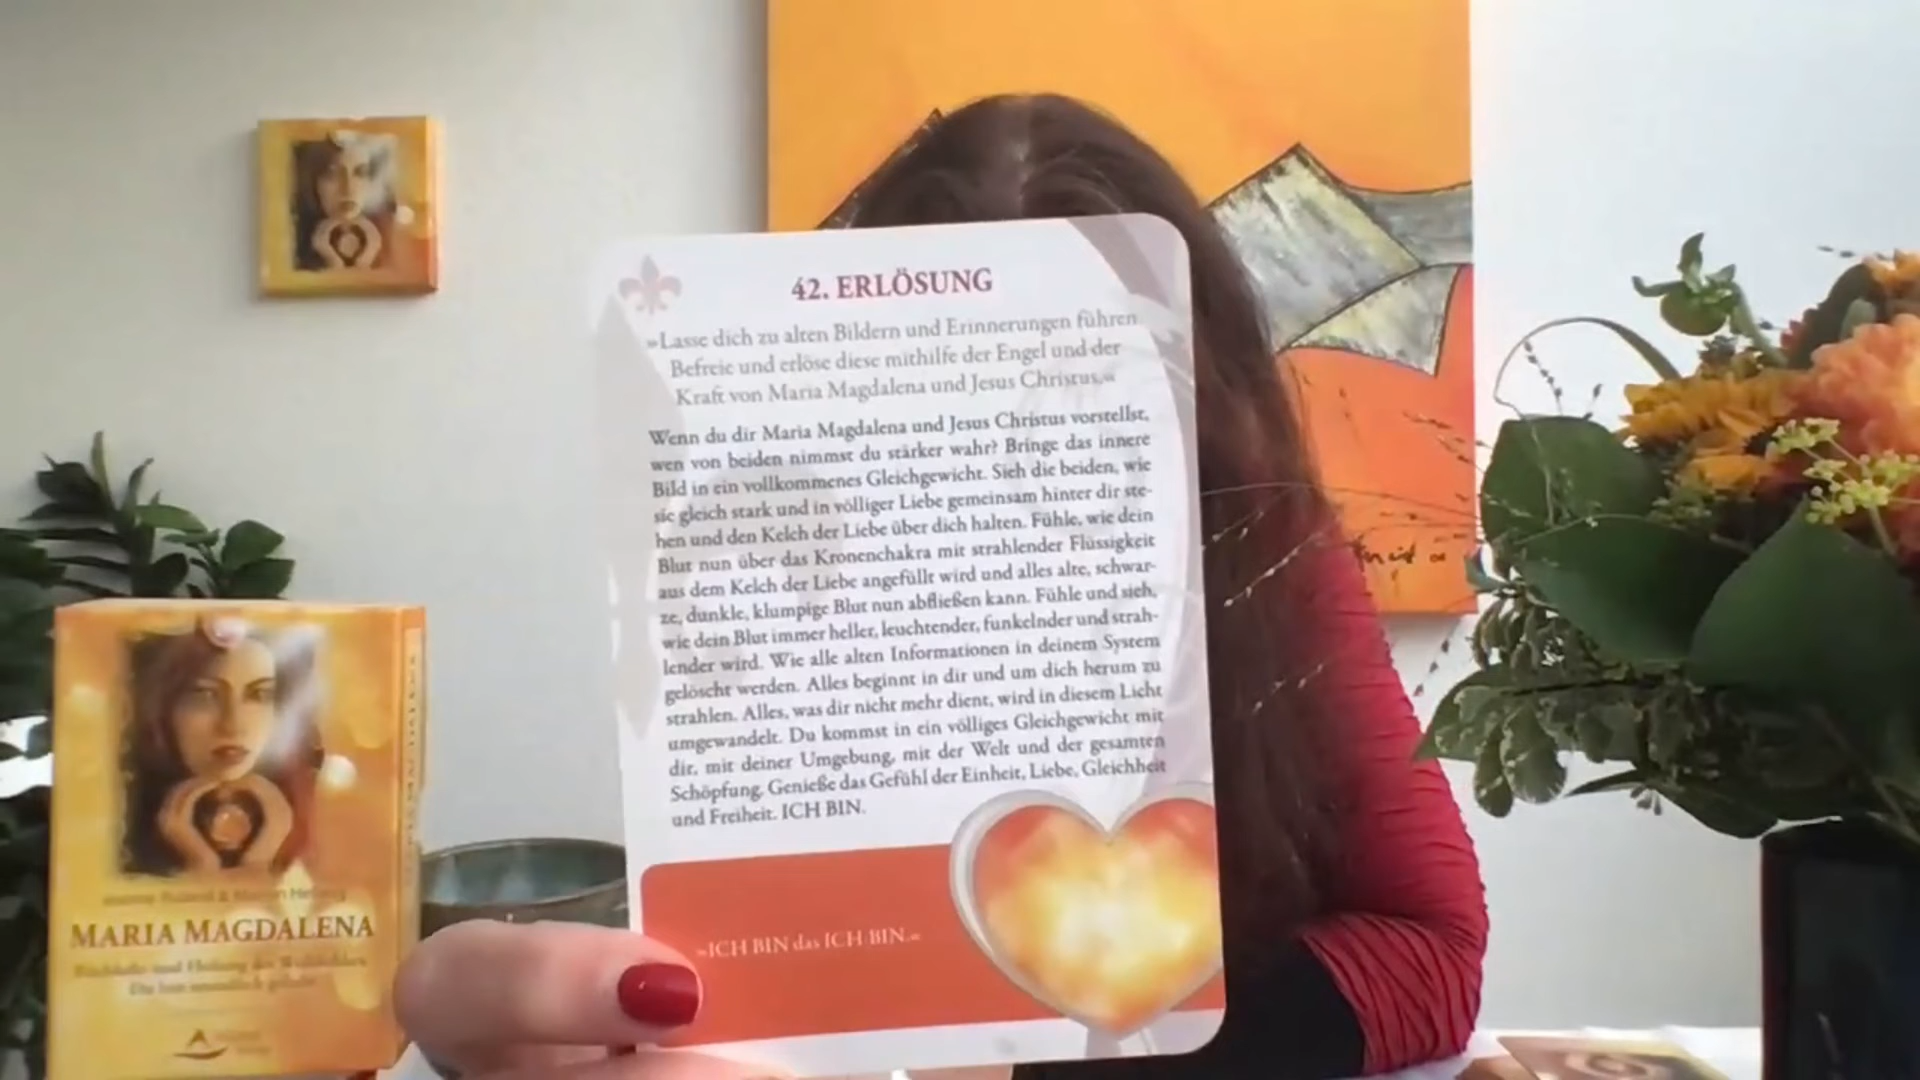 42. ERLÖSUNG
»Lasse dich zu alten Bildern und Erinnerungen führen
Befreie und erlöse diese mithilfe der Engel und der
Kraft von Maria Magdalena und Jesus Christus.«
Wenn du dir Maria Magdalena und Jesus Christus vorstellst,
wen von beiden nimmst du stärker wahr? Bringe das innere
Bild in ein vollkommenes Gleichgewicht. Sieh die beiden, wie
sie gleich stark und in völliger Liebe gemeinsam hinter dir ste-
hen und den Kelch der Liebe über dich halten. Fühle, wie dein
Blut nun über das Kronenchakra mit strahlender Flüssigkeit
aus dem Kelch der Liebe angefüllt wird und alles alte, schwar-
ze, dunkle, klumpige Blut nun abfließen kann. Fühle und sieh,
wie dein Blut immer heller, leuchtender, funkelnder und strah-
lender wird. Wie alle alten Informationen in deinem System
gelöscht werden. Alles beginnt in dir und um dich herum zu
strahlen. Alles, was dir nicht mehr dient, wird in diesem Licht
umgewandelt. Du kommst in ein völliges Gleichgewicht mit
dir, mit deiner Umgebung, mit der Welt und der gesamten
Schöpfung. Genieße das Gefühl der Einheit, Liebe, Gleichheit
und Freiheit. ICH BIN.
»ICH BIN das ICH BIN.«
MARIA MAGDALENA